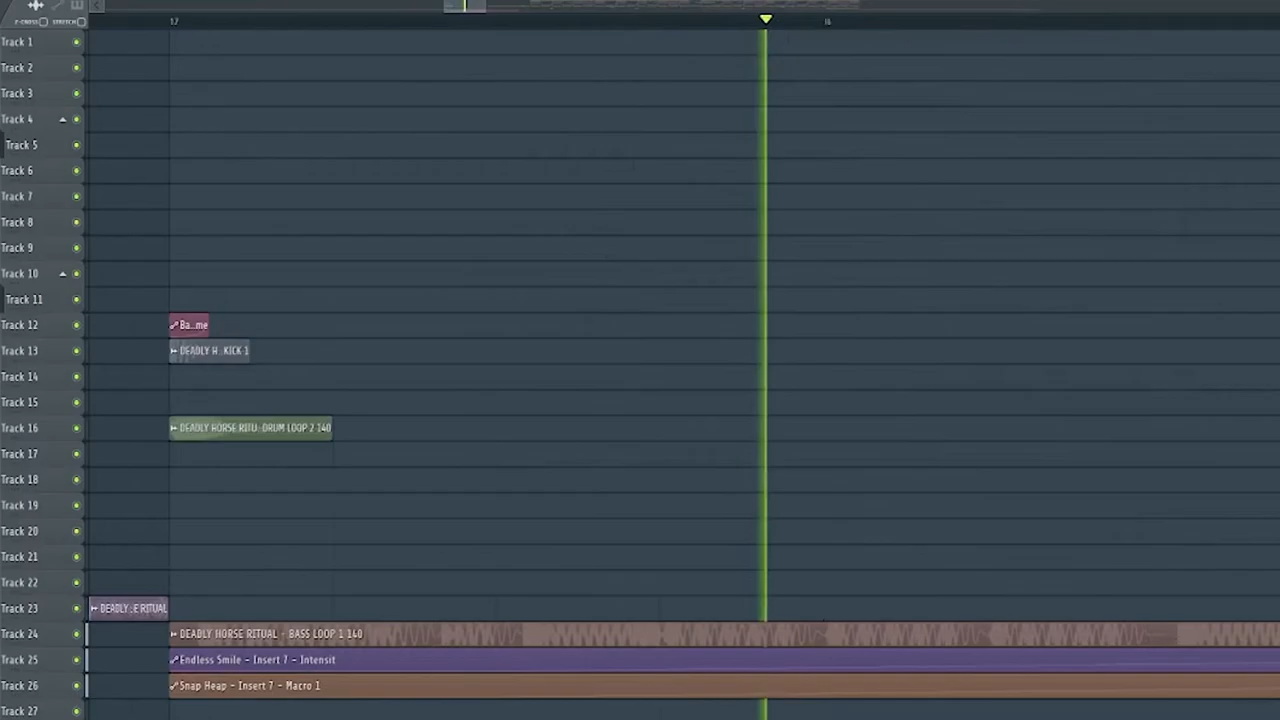 Z-CROSS STRETCH
17
Track 1
Track 2
Track 3
Track 4
Track 5
Track 6
Track 7
Track 8
Track 9
Track 10
Track 11
Track 12 Ba…me
Track 13 DEADLY H…KICK 1
Track 14
Track 15
Track 16 DEADLY HORSE RITU…DRUM LOOP 2 140
Track 17
Track 18
Track 19
Track 20
Track 21
Track 22
Track 23 DEADLY…E RITUAL
Track 24 DEADLY HORSE RITUAL - BASS LOOP 1 140
Track 25 Endless Smile - Insert 7 - Intensit
Track 26 Snap Heap - Insert 7 - Macro 1
Track 27